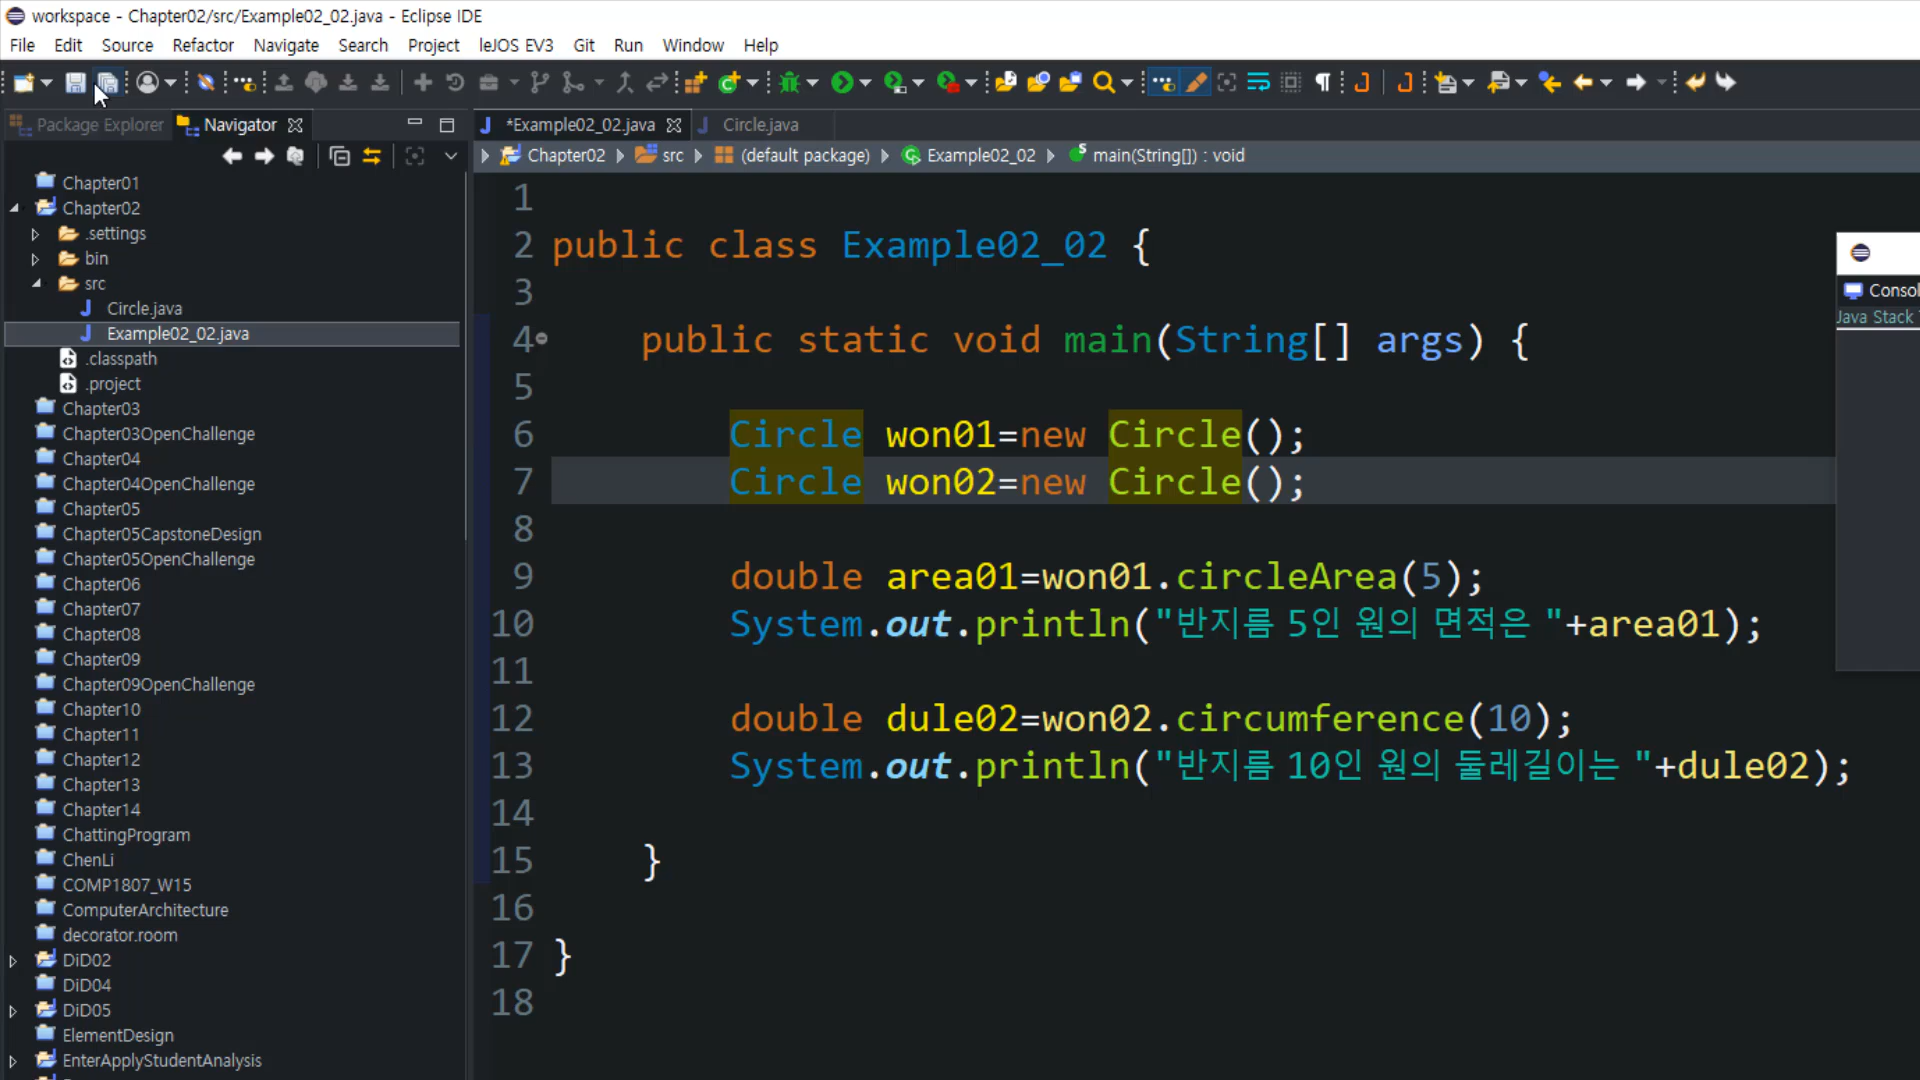 workspace - Chapter02/src/Example02_02.java - Eclipse IDE
File Edit Source Refactor Navigate Search Project leJOS EV3 Git Run Window Help
Package Explorer Navigator
*Example02_02.java Circle.java
Chapter02 src (default package) Example02_02 main(String[]) : void
Chapter01
Chapter02
.settings
bin
src
Circle.java
Example02_02.java
.classpath
.project
Chapter03
Chapter03OpenChallenge
Chapter04
Chapter04OpenChallenge
Chapter05
Chapter05CapstoneDesign
Chapter05OpenChallenge
Chapter06
Chapter07
Chapter08
Chapter09
Chapter09OpenChallenge
Chapter10
Chapter11
Chapter12
Chapter13
Chapter14
ChattingProgram
ChenLi
COMP1807_W15
ComputerArchitecture
decorator.room
DiD02
DiD04
DiD05
ElementDesign
EnterApplyStudentAnalysis
1
2 public class Example02_02 {
3
4 public static void main(String[] args) {
5
6 Circle won01=new Circle();
7 Circle won02=new Circle();
8
9 double area01=won01.circleArea(5);
10 System.out.println("반지름 5인 원의 면적은 "+area01);
11
12 double dule02=won02.circumference(10);
13 System.out.println("반지름 10인 원의 둘레길이는 "+dule02);
14
15 }
16
17 }
18
Consol
Java Stack